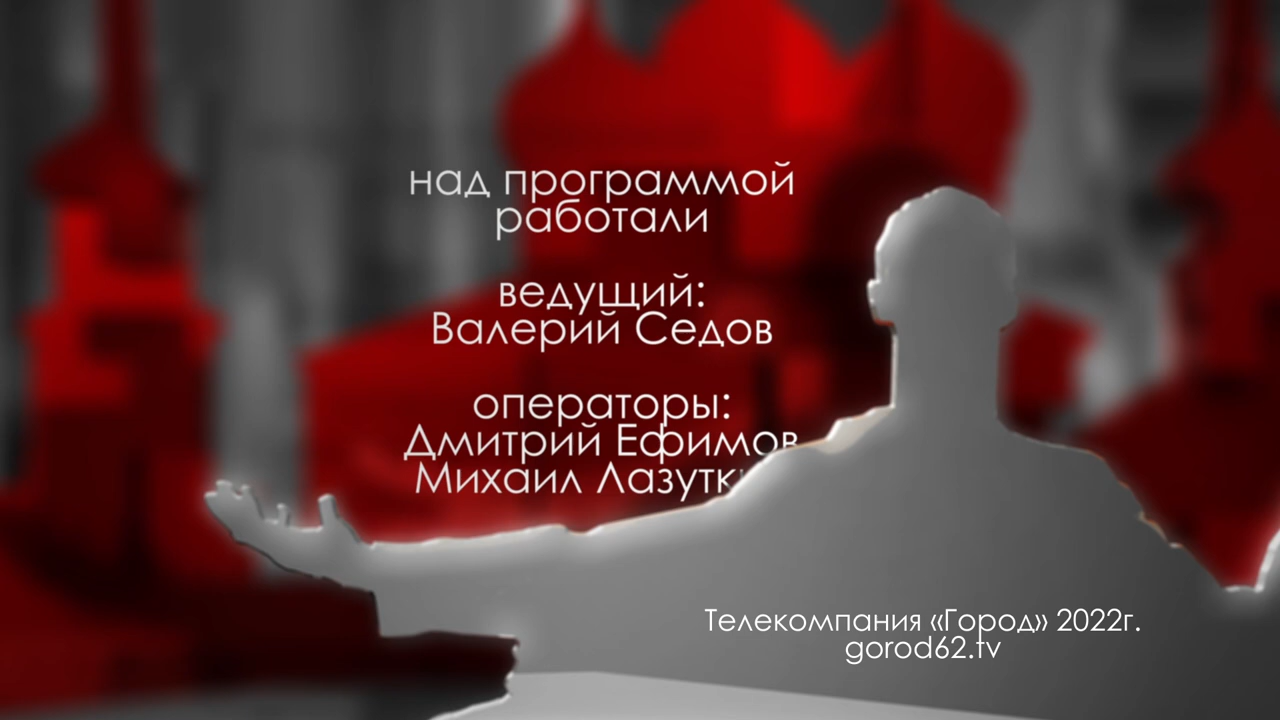 над программой
работали
ведущий:
Валерий Седов
операторы:
Дмитрий Ефимов
Михаил
Телекомпания «Город» 2022г.
gorod62.tv